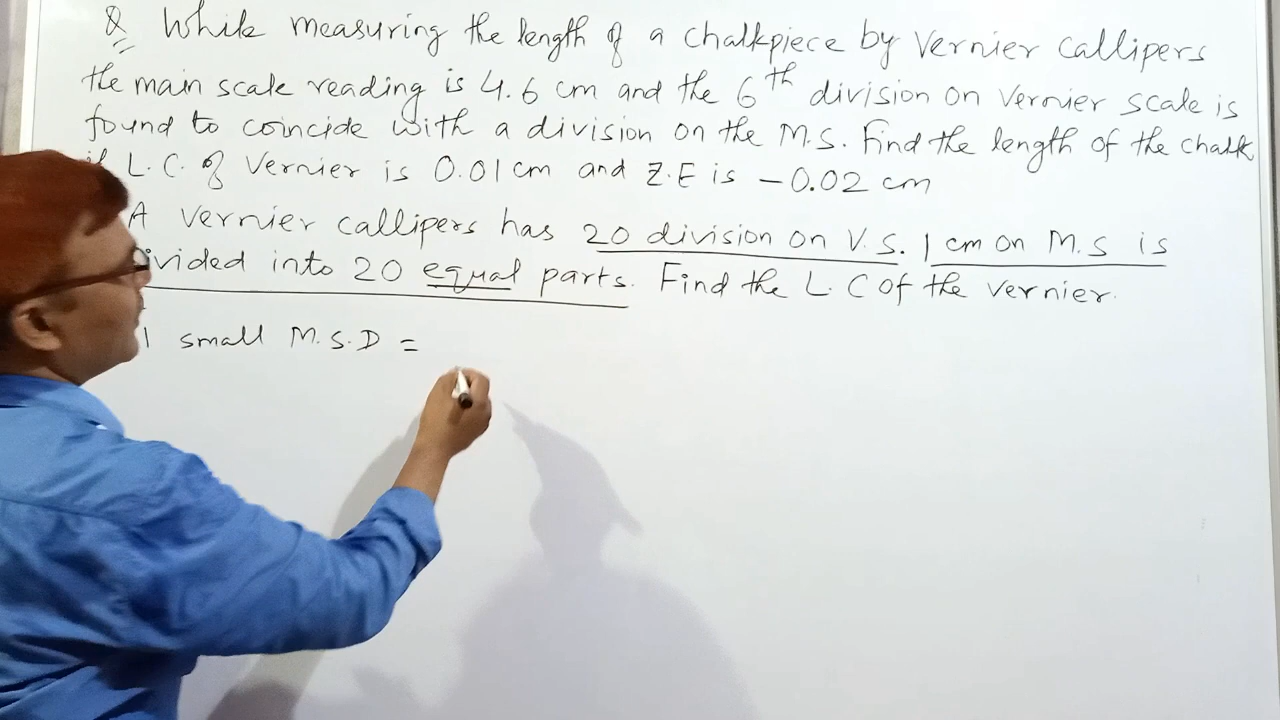 Q While measuring the length of a chalkpiece by Vernier Callipers
the main scale reading is 4.6 cm and the 6th division on Vernier scale is
found to coincide with a division on the M.S. Find the length of the chalk
L.C. of Vernier is 0.01 cm and Z.E is -0.02 cm
A Vernier callipers has 20 division on V.S. 1 cm on M.S is
ivided into 20 equal parts. Find the L.C of the vernier.
1 small M.S.D =